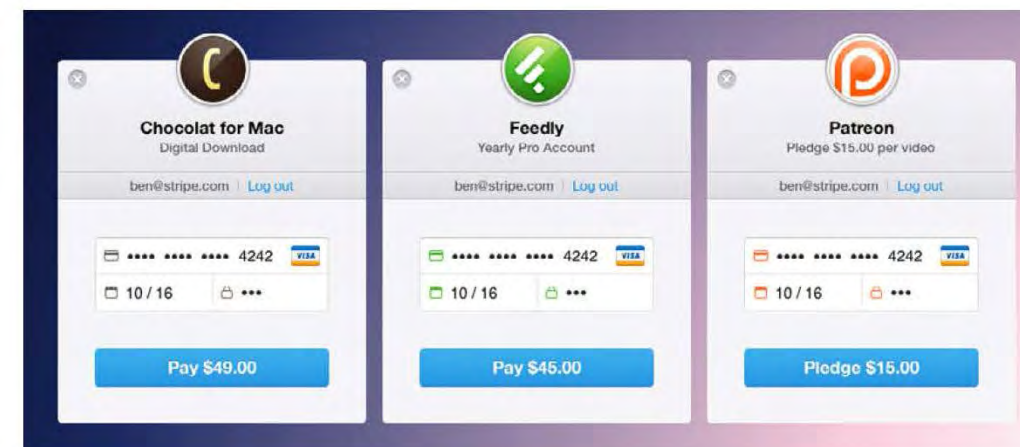 Chocolat for Mac
Digital Download
ben@stripe.com | Log out
•••• •••• •••• 4242 VISA
10 / 16 •••
Pay $49.00
Feedly
Yearly Pro Account
ben@stripe.com | Log out
•••• •••• •••• 4242 VISA
10 / 16 •••
Pay $45.00
Patreon
Pledge $15.00 per video
ben@stripe.com | Log out
•••• •••• •••• 4242 VISA
10 / 16 •••
Pledge $15.00